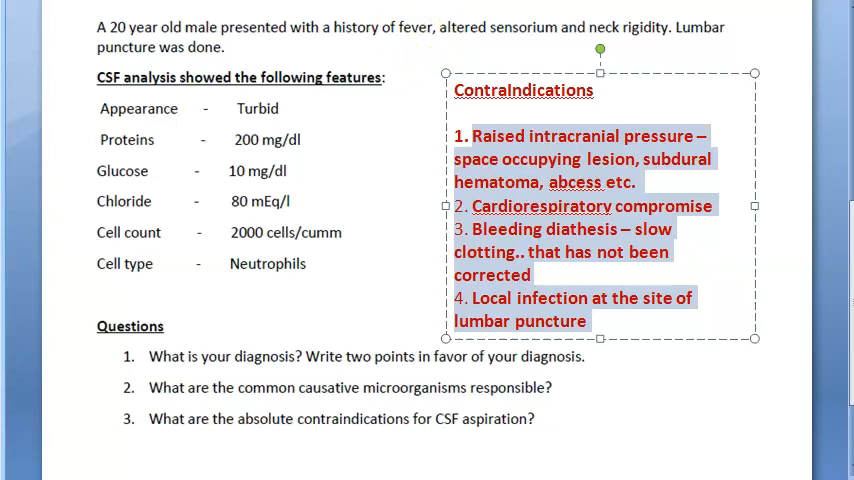 A 20 year old male presented with a history of fever, altered sensorium and neck rigidity. Lumbar
puncture was done.
CSF analysis showed the following features:
Appearance - Turbid
Proteins - 200 mg/dl
Glucose - 10 mg/dl
Chloride - 80 mEq/l
Cell count - 2000 cells/cumm
Cell type - Neutrophils
ContraIndications
1. Raised intracranial pressure –
space occupying lesion, subdural
hematoma, abcess etc.
2. Cardiorespiratory compromise
3. Bleeding diathesis – slow
clotting.. that has not been
corrected
4. Local infection at the site of
lumbar puncture
Questions
1. What is your diagnosis? Write two points in favor of your diagnosis.
2. What are the common causative microorganisms responsible?
3. What are the absolute contraindications for CSF aspiration?